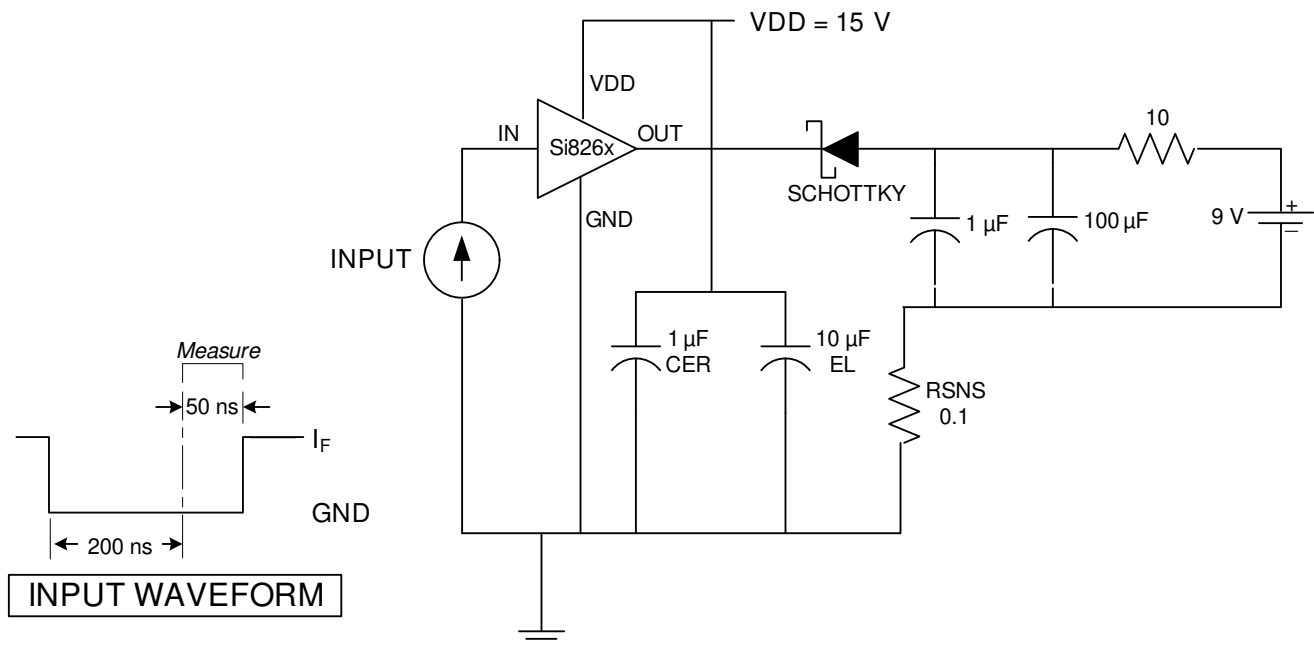 VDD = 15 V
VDD
IN
OUT
Si826x
GND
SCHOTTKY
10
1 µF
100 µF
9 V
+
–
INPUT
1 µF
CER
10 µF
EL
RSNS
0.1
Measure
50 ns
I_F
GND
200 ns
INPUT WAVEFORM